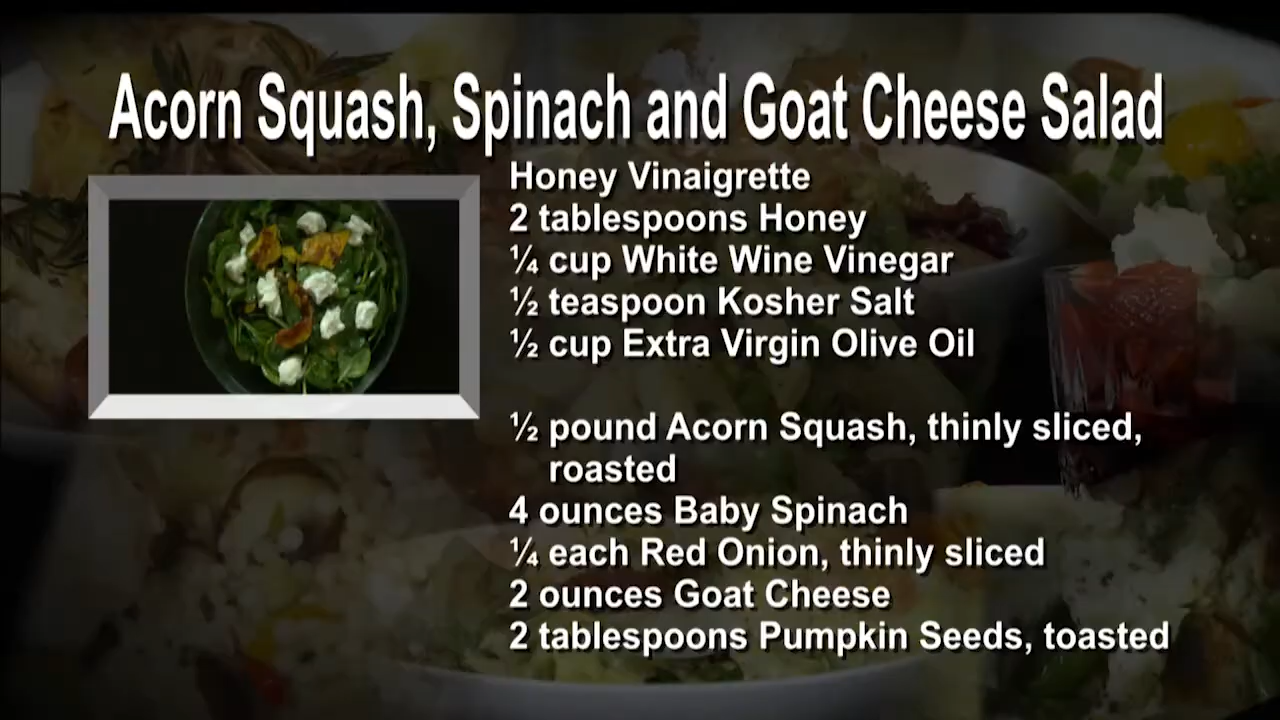 Acorn Squash, Spinach and Goat Cheese Salad
Honey Vinaigrette
2 tablespoons Honey
¼ cup White Wine Vinegar
½ teaspoon Kosher Salt
½ cup Extra Virgin Olive Oil
½ pound Acorn Squash, thinly sliced,
roasted
4 ounces Baby Spinach
¼ each Red Onion, thinly sliced
2 ounces Goat Cheese
2 tablespoons Pumpkin Seeds, toasted